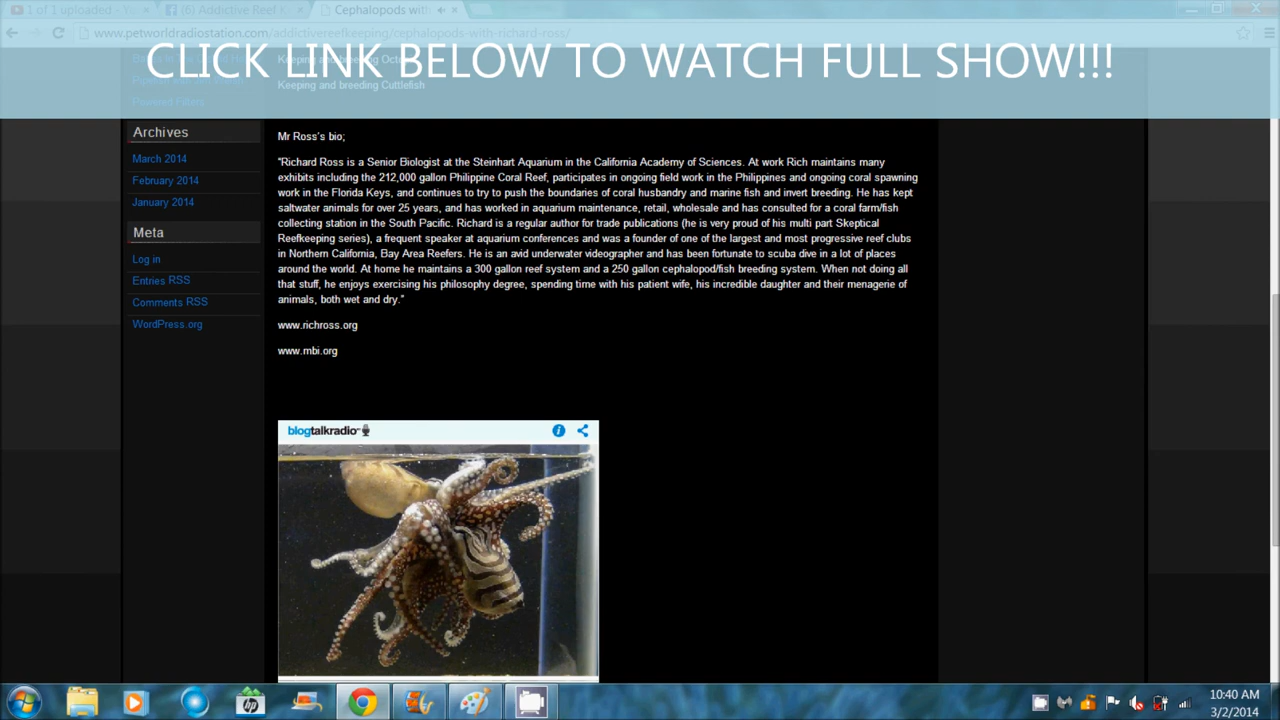 1 of 1 uploaded - Yo
(6) Addictive Reef Ke
Cephalopods with
www.petworldradiostation.com/addictivereefkeeping/cephalopods-with-richard-ross/
CLICK LINK BELOW TO WATCH FULL SHOW!!!
Keeping and breeding Octo
Keeping and breeding Cuttlefish
Powered Filters
Archives
March 2014
February 2014
January 2014
Meta
Log in
Entries RSS
Comments RSS
WordPress.org
Mr Ross's bio;
"Richard Ross is a Senior Biologist at the Steinhart Aquarium in the California Academy of Sciences. At work Rich maintains many
exhibits including the 212,000 gallon Philippine Coral Reef, participates in ongoing field work in the Philippines and ongoing coral spawning
work in the Florida Keys, and continues to try to push the boundaries of coral husbandry and marine fish and invert breeding. He has kept
saltwater animals for over 25 years, and has worked in aquarium maintenance, retail, wholesale and has consulted for a coral farm/fish
collecting station in the South Pacific. Richard is a regular author for trade publications (he is very proud of his multi part Skeptical
Reefkeeping series), a frequent speaker at aquarium conferences and was a founder of one of the largest and most progressive reef clubs
in Northern California, Bay Area Reefers. He is an avid underwater videographer and has been fortunate to scuba dive in a lot of places
around the world. At home he maintains a 300 gallon reef system and a 250 gallon cephalopod/fish breeding system. When not doing all
that stuff, he enjoys exercising his philosophy degree, spending time with his patient wife, his incredible daughter and their menagerie of
animals, both wet and dry."
www.richross.org
www.mbi.org
blogtalkradio
hp
10:40 AM
3/2/2014